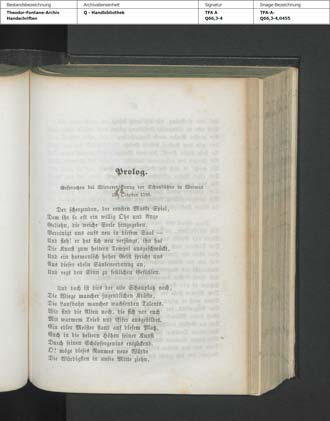 Bestandsbezeichnung
Theodor-Fontane-Archiv
Handschriften
Archivalieneinheit
Q - Handbibliothek
Signatur
TFA A
Q66,3-4
Image-Bezeichnung
TFA-A-
Q66,3-4,0455
Prolog.
Gesprochen bei Wiedereröffnung der Schaubühne in Weimar
im October 1798.
Der scherzenden, der ernsten Maske Spiel,
Dem ihr so oft ein willig Ohr und Auge
Geliehn, die weiche Seele hingegeben,
Vereinigt uns aufs neu in diesem Saal —
Und seht! er hat sich neu verjüngt, ihn hat
Die Kunst zum heitern Tempel ausgeschmückt,
Und ein harmonisch hoher Geist spricht uns
Aus dieser edeln Säulenordnung an,
Und regt den Sinn zu festlichen Gefühlen.
Und doch ist dies der alte Schauplatz noch,
Die Wiege mancher jugendlichen Kräfte,
Die Laufbahn manches wachsenden Talents.
Wir sind die Alten noch, die sich vor euch
Mit warmem Trieb und Eifer ausgebildet.
Ein edler Meister stand auf diesem Platz,
Euch in die heitern Höhen seiner Kunst
Durch seinen Schöpfergenius entzückend.
O! möge dieses Raumes neue Würde
Die Würdigsten in unsre Mitte ziehn,